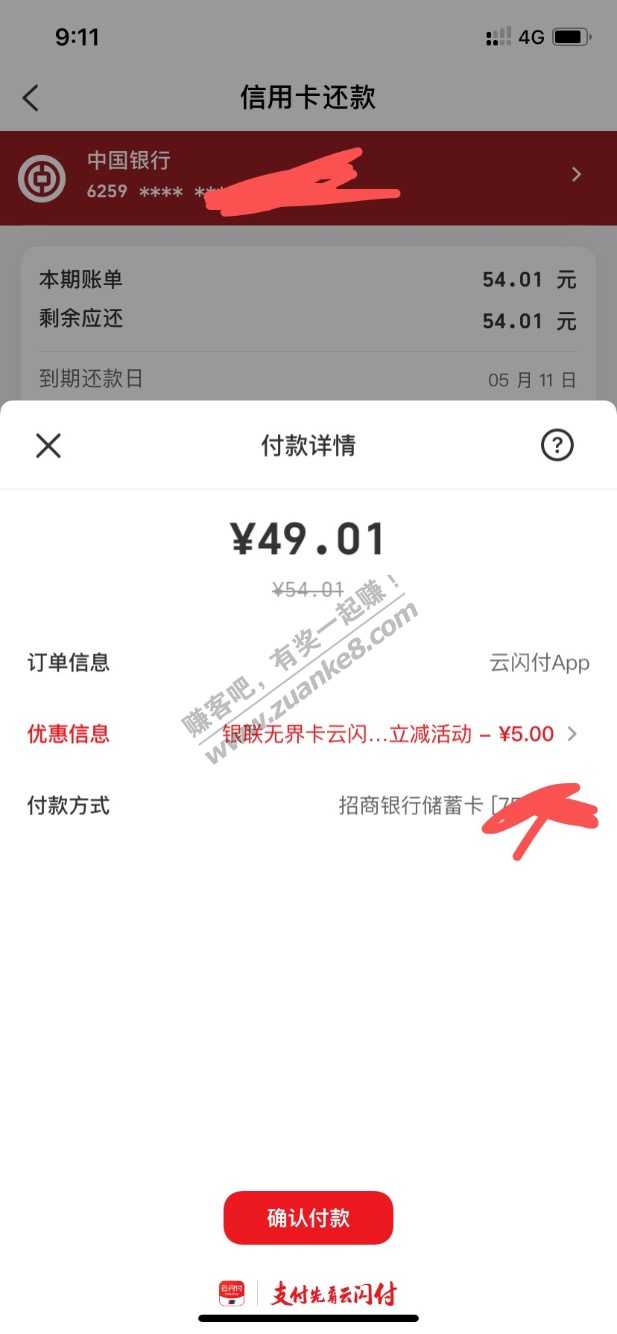 9:11
4G
信用卡还款
中国银行
6259 **** **
本期账单 54.01 元
剩余应还 54.01 元
到期还款日 05 月 11 日
付款详情
?
¥49.01
¥54.01
订单信息 云闪付App
优惠信息 银联无界卡云闪...立减活动 - ¥5.00
付款方式 招商银行储蓄卡 [75
赚客吧，有奖一起赚！
www.zuanke8.com
确认付款
云闪付
支付先看云闪付